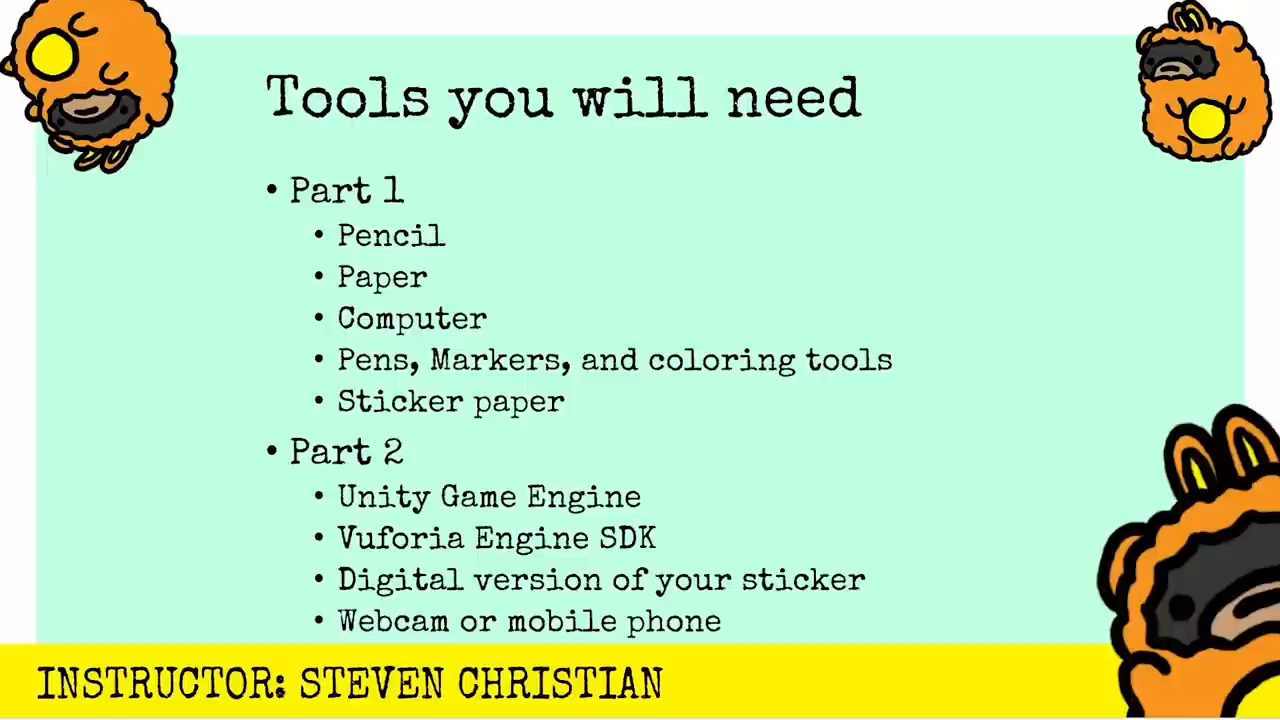 Tools you will need
• Part 1
• Pencil
• Paper
• Computer
• Pens, Markers, and coloring tools
• Sticker paper
• Part 2
• Unity Game Engine
• Vuforia Engine SDK
• Digital version of your sticker
• Webcam or mobile phone
INSTRUCTOR: STEVEN CHRISTIAN